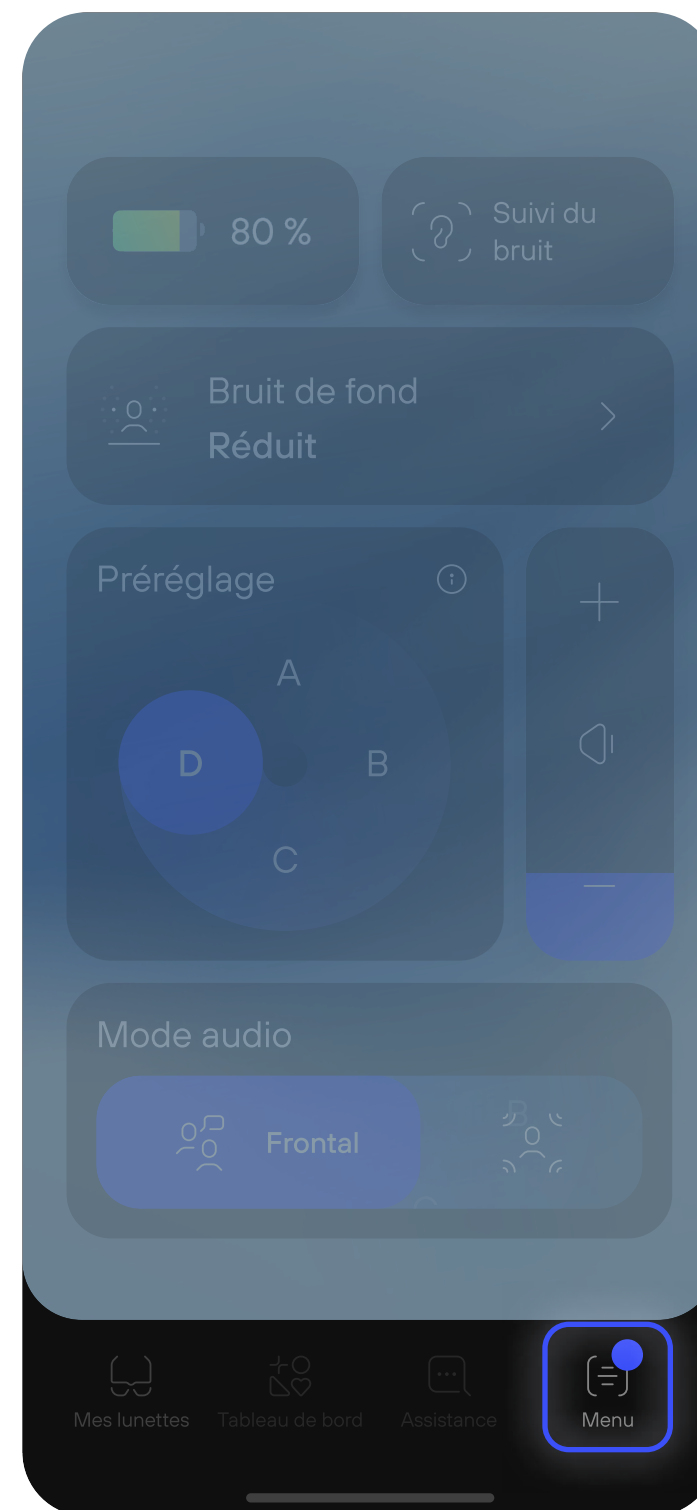 80 %
Suivi du
bruit
Bruit de fond
Réduit
Préréglage
A
D
B
C
Mode audio
B
Frontal
Mes lunettes
Tableau de bord
Assistance
Menu